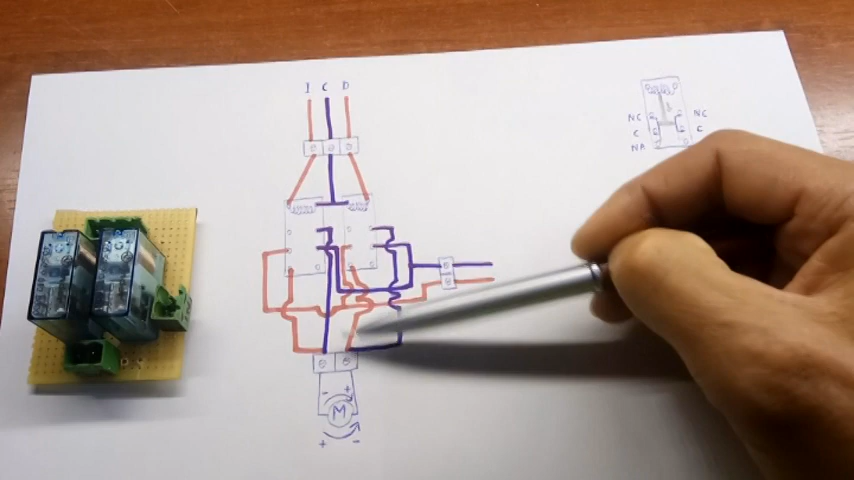 I C D
NC NC
C C
NA
- +
M
+ -